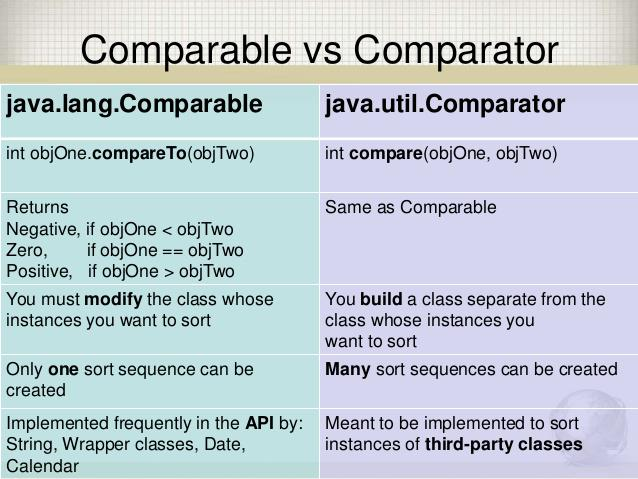 Comparable vs Comparator
java.lang.Comparable
java.util.Comparator
int objOne.compareTo(objTwo)
int compare(objOne, objTwo)
Returns
Negative, if objOne < objTwo
Zero, if objOne == objTwo
Positive, if objOne > objTwo
Same as Comparable
You must modify the class whose
instances you want to sort
You build a class separate from the
class whose instances you
want to sort
Only one sort sequence can be
created
Many sort sequences can be created
Implemented frequently in the API by:
String, Wrapper classes, Date,
Calendar
Meant to be implemented to sort
instances of third-party classes